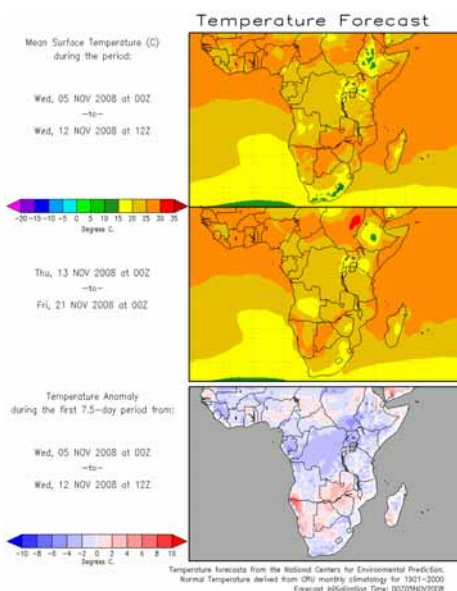 Temperature Forecast
Mean Surface Temperature (C)
during the period:
Wed, 05 NOV 2008 at 00Z
-to-
Wed, 12 NOV 2008 at 12Z
-20 -15 -10 -5 0 5 10 15 20 25 30 35
Degrees C.
Thu, 13 NOV 2008 at 00Z
-to-
Fri, 21 NOV 2008 at 00Z
Temperature Anomaly
during the first 7.5-day period from:
Wed, 05 NOV 2008 at 00Z
-to-
Wed, 12 NOV 2008 at 12Z
-10 -8 -6 -4 -2 0 2 4 6 8 10
Degrees C.
Temperature forecasts from the National Centers for Environmental Prediction.
Normal Temperature derived from CRU monthly climatology for 1901-2000
Forecast Initialization Time: 00Z05NOV2008